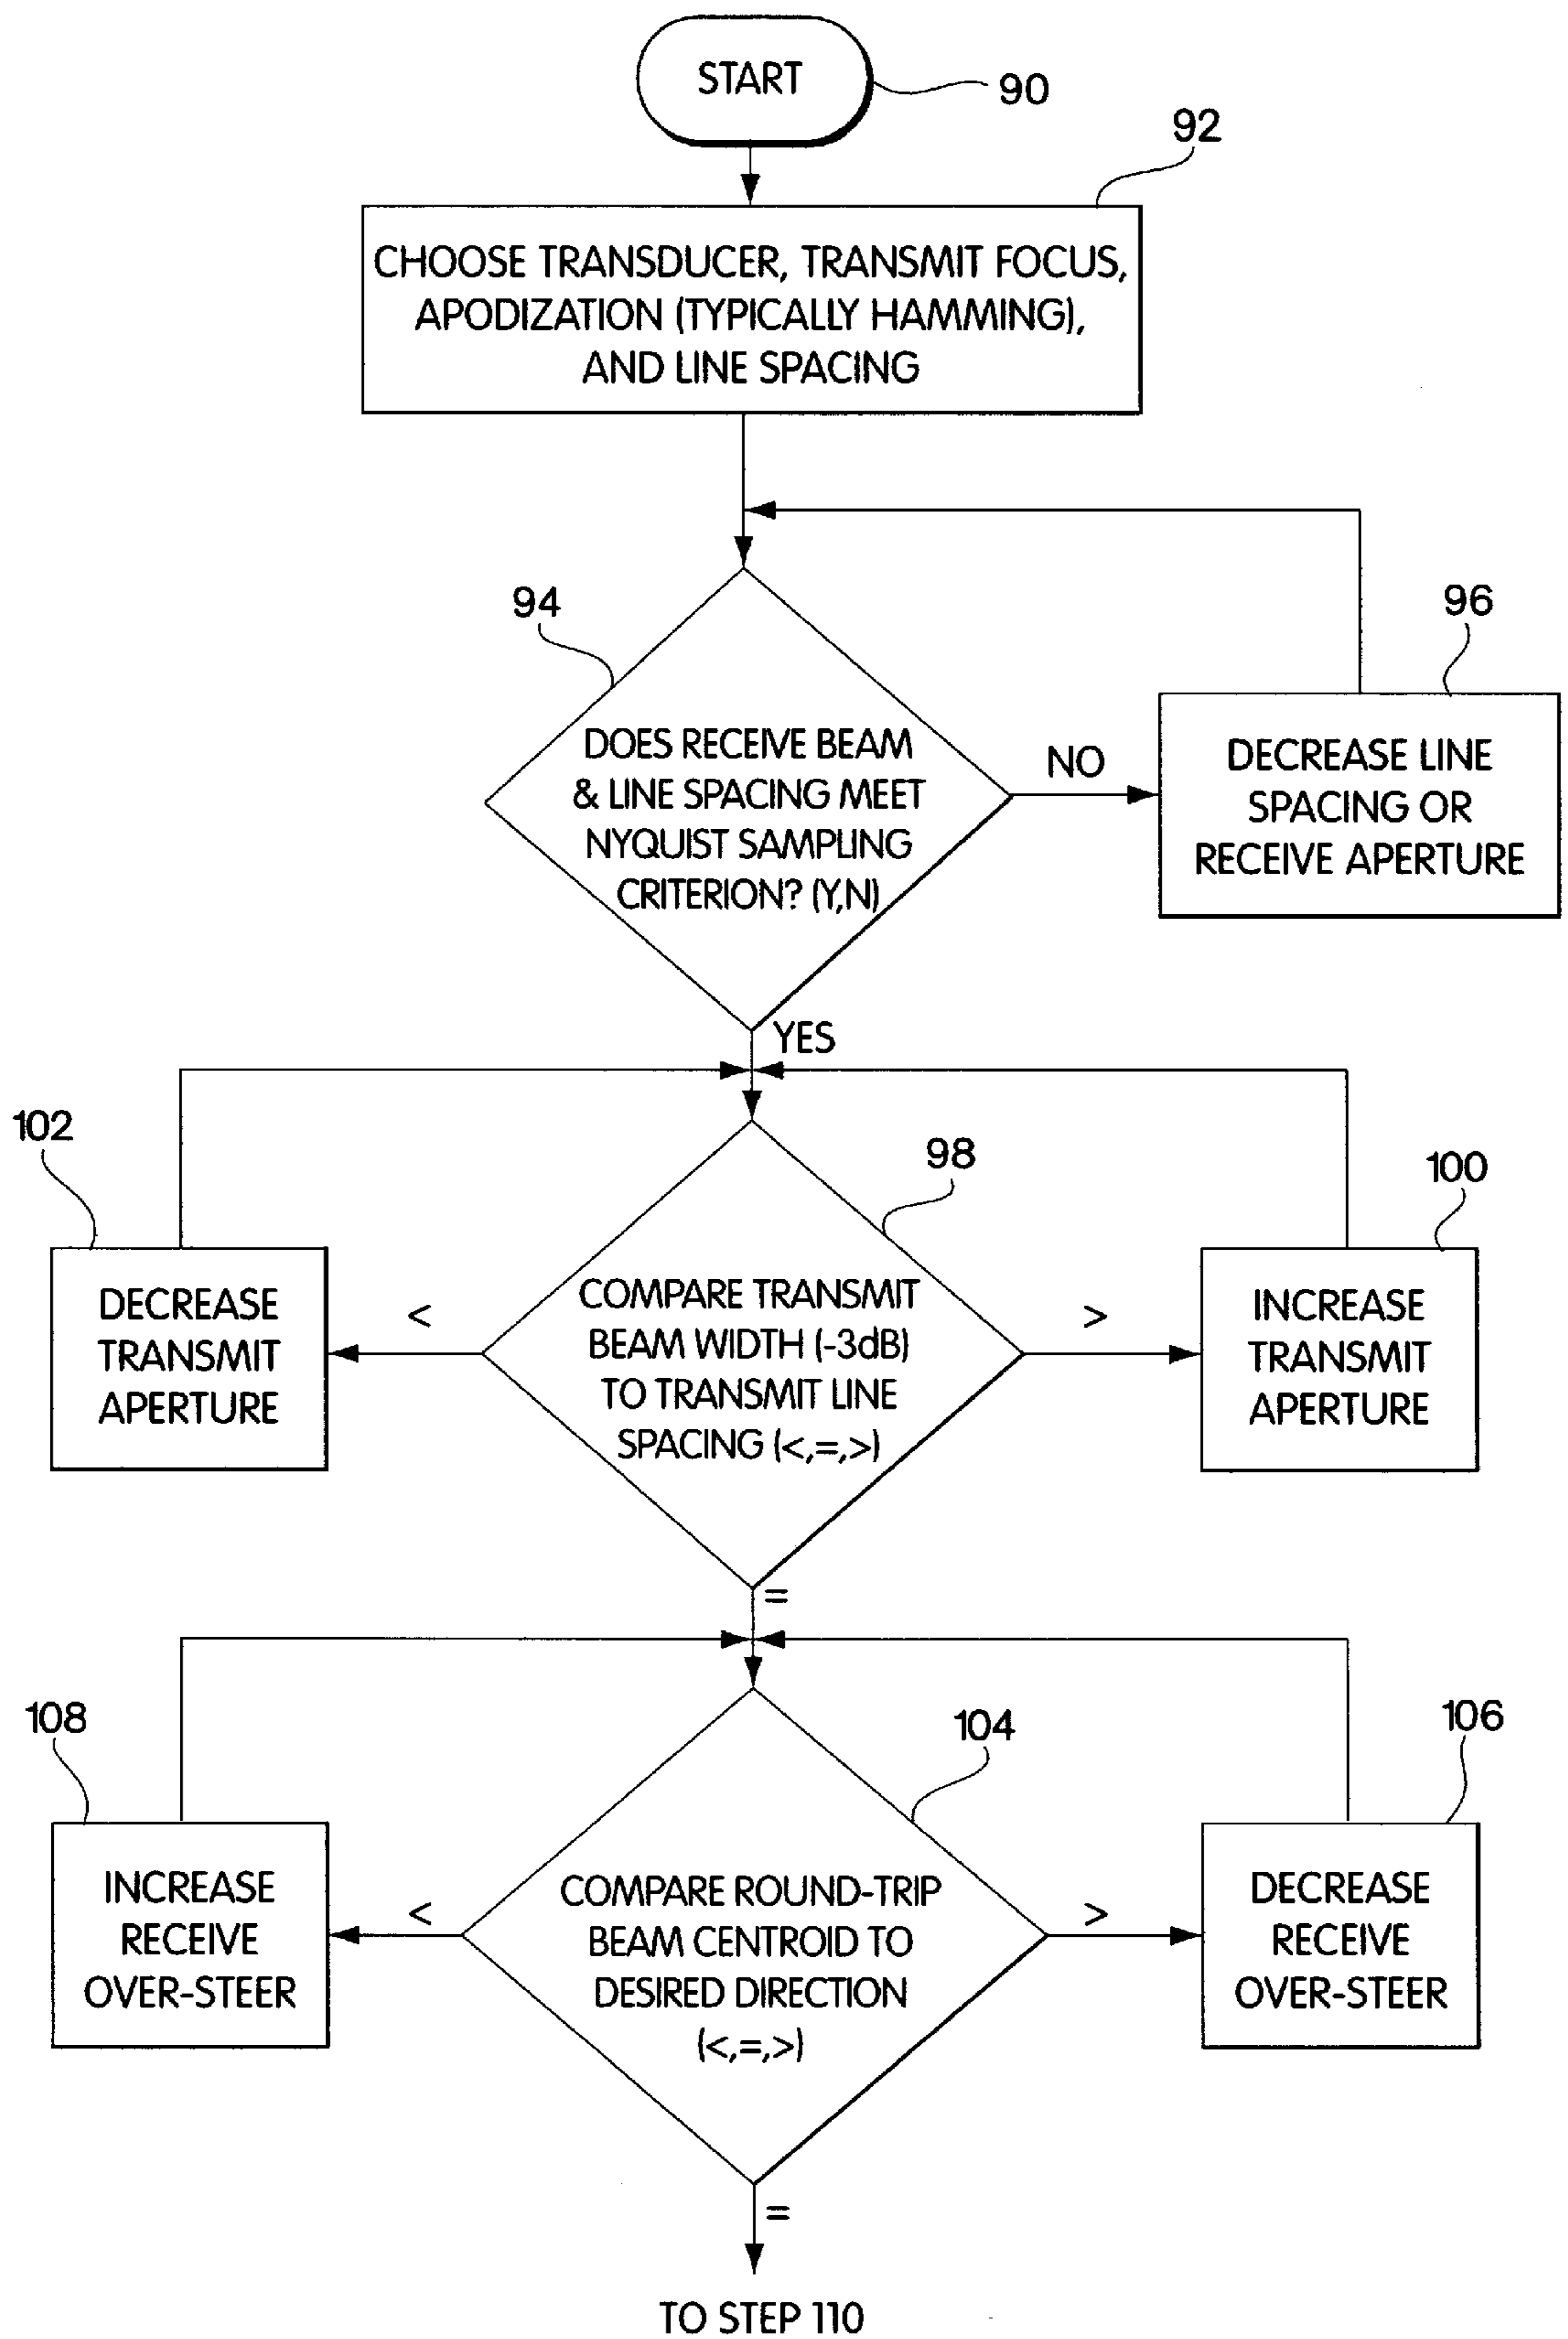 START
90
92
CHOOSE TRANSDUCER, TRANSMIT FOCUS,
APODIZATION (TYPICALLY HAMMING),
AND LINE SPACING
94
96
DOES RECEIVE BEAM
& LINE SPACING MEET
NYQUIST SAMPLING
CRITERION? (Y,N)
NO
DECREASE LINE
SPACING OR
RECEIVE APERTURE
YES
102
98
100
DECREASE
TRANSMIT
APERTURE
<
COMPARE TRANSMIT
BEAM WIDTH (-3dB)
TO TRANSMIT LINE
SPACING (<,=,>)
>
INCREASE
TRANSMIT
APERTURE
=
108
104
106
INCREASE
RECEIVE
OVER-STEER
<
COMPARE ROUND-TRIP
BEAM CENTROID TO
DESIRED DIRECTION
(<,=,>)
>
DECREASE
RECEIVE
OVER-STEER
=
TO STEP 110